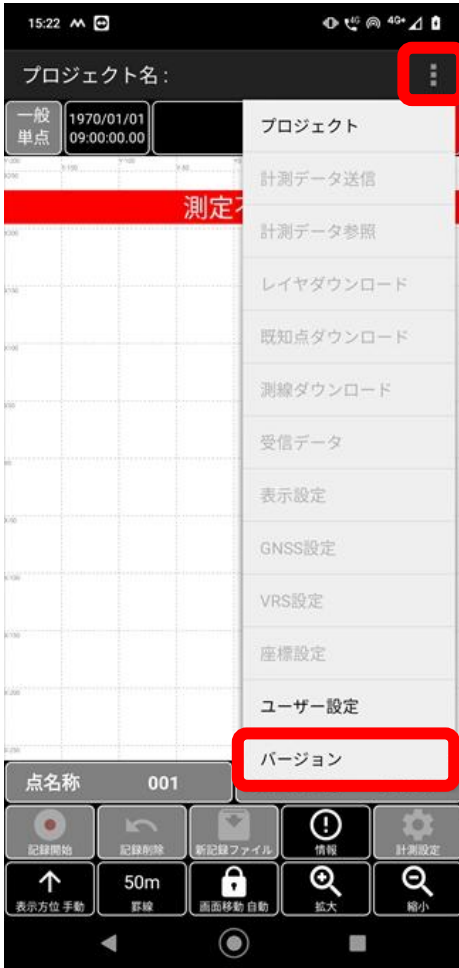 15:22
4G 4G+
プロジェクト名 :
一般
単点
1970/01/01
09:00:00.00
プロジェクト
計測データ送信
測定
計測データ参照
レイヤダウンロード
既知点ダウンロード
測線ダウンロード
受信データ
表示設定
GNSS設定
VRS設定
座標設定
ユーザー設定
バージョン
点名称 001
記録開始
記録削除
新記録ファイル
情報
計測設定
50m
表示方位 手動
罫線
画面移動 自動
拡大
縮小